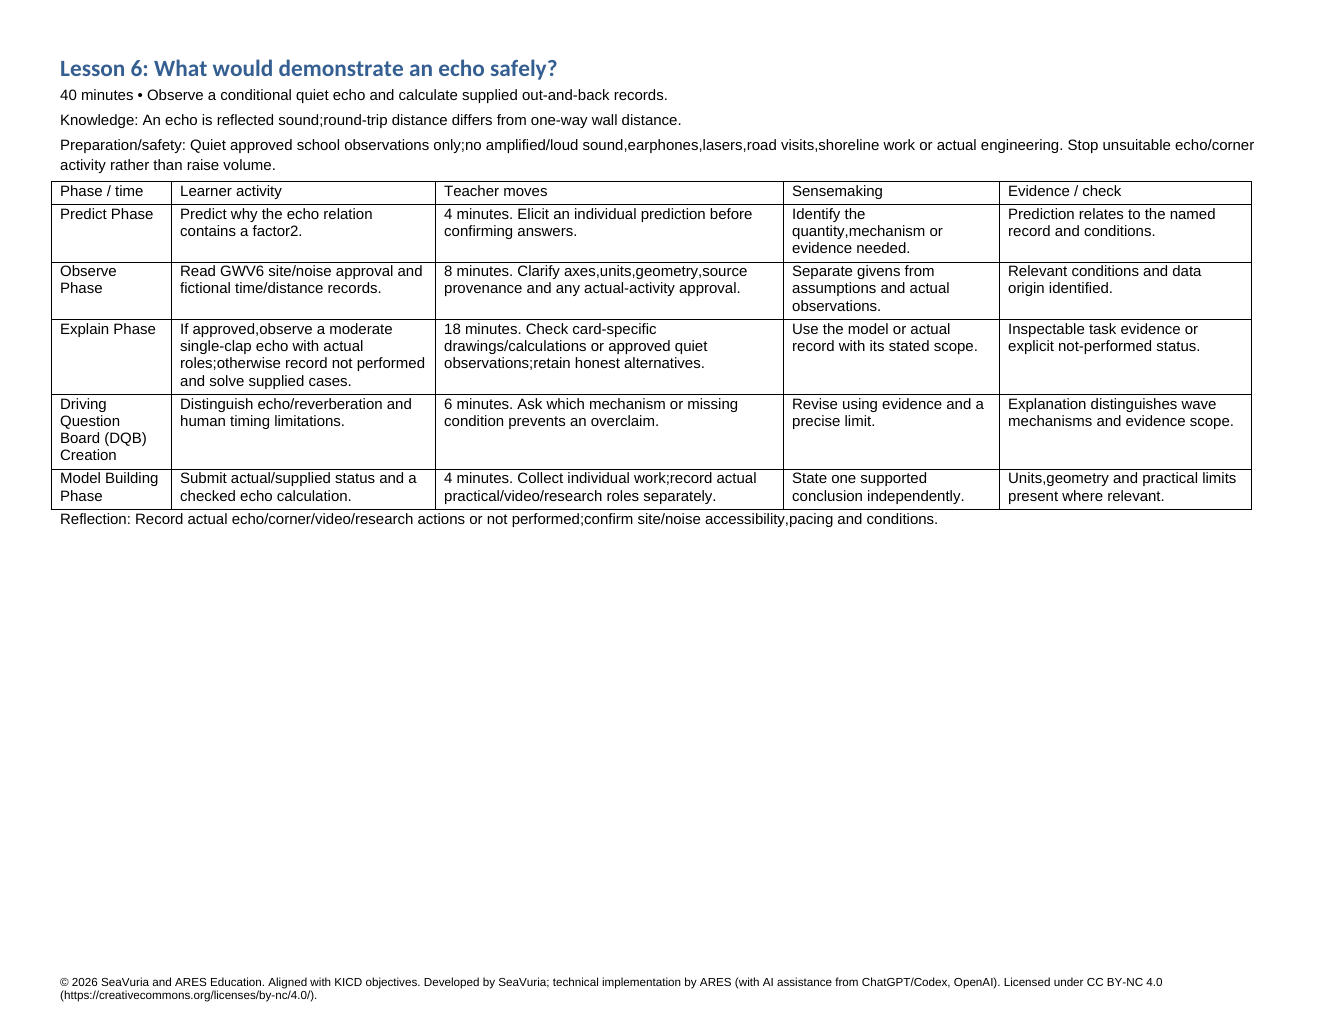 Lesson 6: What would demonstrate an echo safely?
40 minutes • Observe a conditional quiet echo and calculate supplied out-and-back records.
Knowledge: An echo is reflected sound;round-trip distance differs from one-way wall distance.
Preparation/safety: Quiet approved school observations only;no amplified/loud sound,earphones,lasers,road visits,shoreline work or actual engineering. Stop unsuitable echo/corner
activity rather than raise volume.
Phase / time
Learner activity
Teacher moves
Sensemaking
Evidence / check
Predict Phase
Predict why the echo relation
contains a factor2.
4 minutes. Elicit an individual prediction before
confirming answers.
Identify the
quantity,mechanism or
evidence needed.
Prediction relates to the named
record and conditions.
Observe
Phase
Read GWV6 site/noise approval and
fictional time/distance records.
8 minutes. Clarify axes,units,geometry,source
provenance and any actual-activity approval.
Separate givens from
assumptions and actual
observations.
Relevant conditions and data
origin identified.
Explain Phase
If approved,observe a moderate
single-clap echo with actual
roles;otherwise record not performed
and solve supplied cases.
18 minutes. Check card-specific
drawings/calculations or approved quiet
observations;retain honest alternatives.
Use the model or actual
record with its stated scope.
Inspectable task evidence or
explicit not-performed status.
Driving
Question
Board (DQB)
Creation
Distinguish echo/reverberation and
human timing limitations.
6 minutes. Ask which mechanism or missing
condition prevents an overclaim.
Revise using evidence and a
precise limit.
Explanation distinguishes wave
mechanisms and evidence scope.
Model Building
Phase
Submit actual/supplied status and a
checked echo calculation.
4 minutes. Collect individual work;record actual
practical/video/research roles separately.
State one supported
conclusion independently.
Units,geometry and practical limits
present where relevant.
Reflection: Record actual echo/corner/video/research actions or not performed;confirm site/noise accessibility,pacing and conditions.
© 2026 SeaVuria and ARES Education. Aligned with KICD objectives. Developed by SeaVuria; technical implementation by ARES (with AI assistance from ChatGPT/Codex, OpenAI). Licensed under CC BY-NC 4.0
(https://creativecommons.org/licenses/by-nc/4.0/).